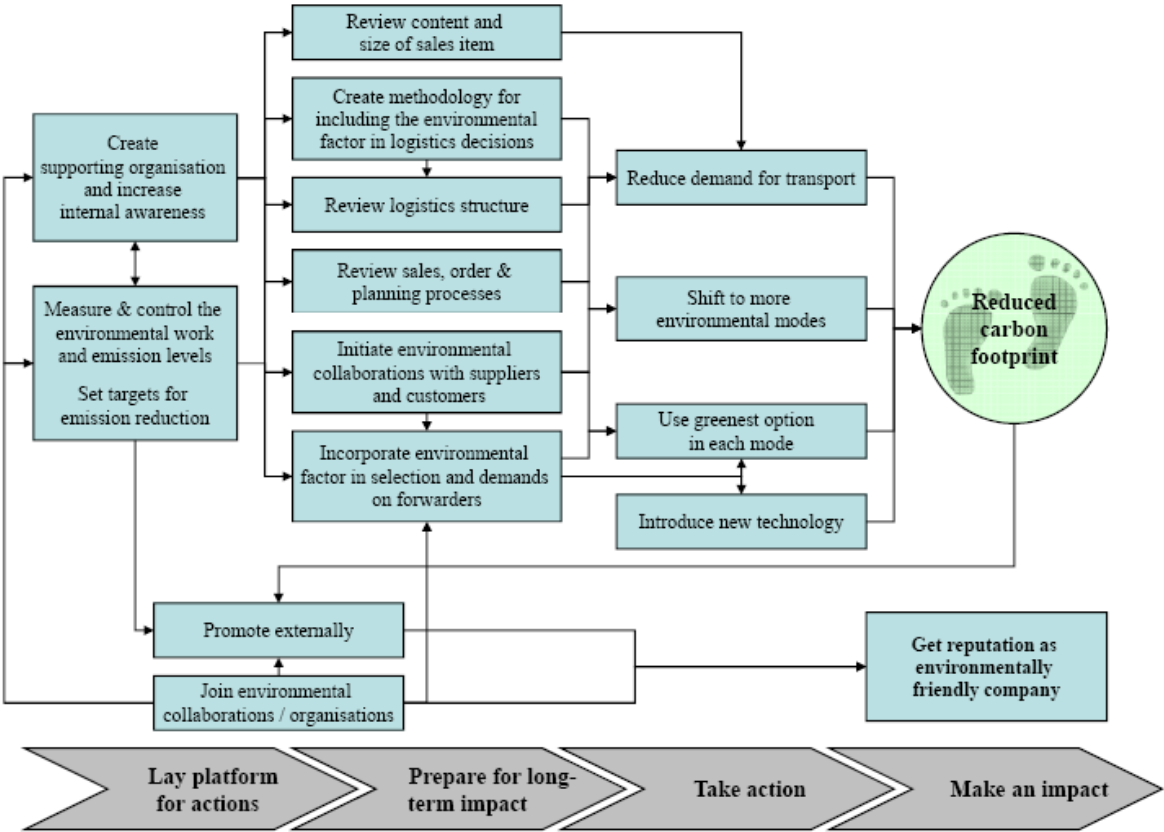 Review content and
size of sales item
Create methodology for
including the environmental
factor in logistics decisions
Create
supporting organisation
and increase
internal awareness
Reduce demand for transport
Review logistics structure
Review sales, order &
planning processes
Measure & control the
environmental work
and emission levels
Set targets for
emission reduction
Shift to more
environmental modes
Reduced
carbon
footprint
Initiate environmental
collaborations with suppliers
and customers
Use greenest option
in each mode
Incorporate environmental
factor in selection and demands
on forwarders
Introduce new technology
Promote externally
Get reputation as
environmentally
friendly company
Join environmental
collaborations / organisations
Lay platform
for actions
Prepare for long-
term impact
Take action
Make an impact